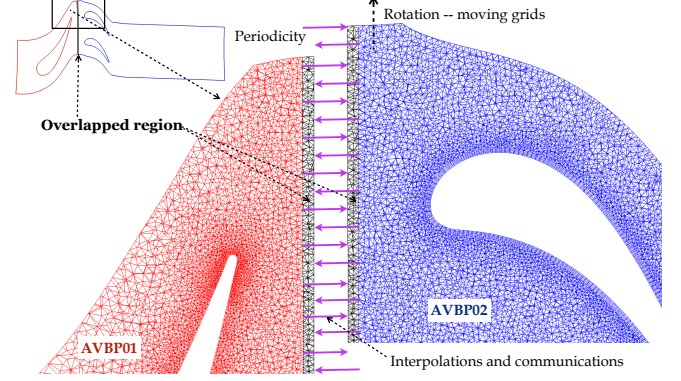 Rotation -- moving grids
Periodicity
Overlapped region
AVBP02
AVBP01
Interpolations and communications